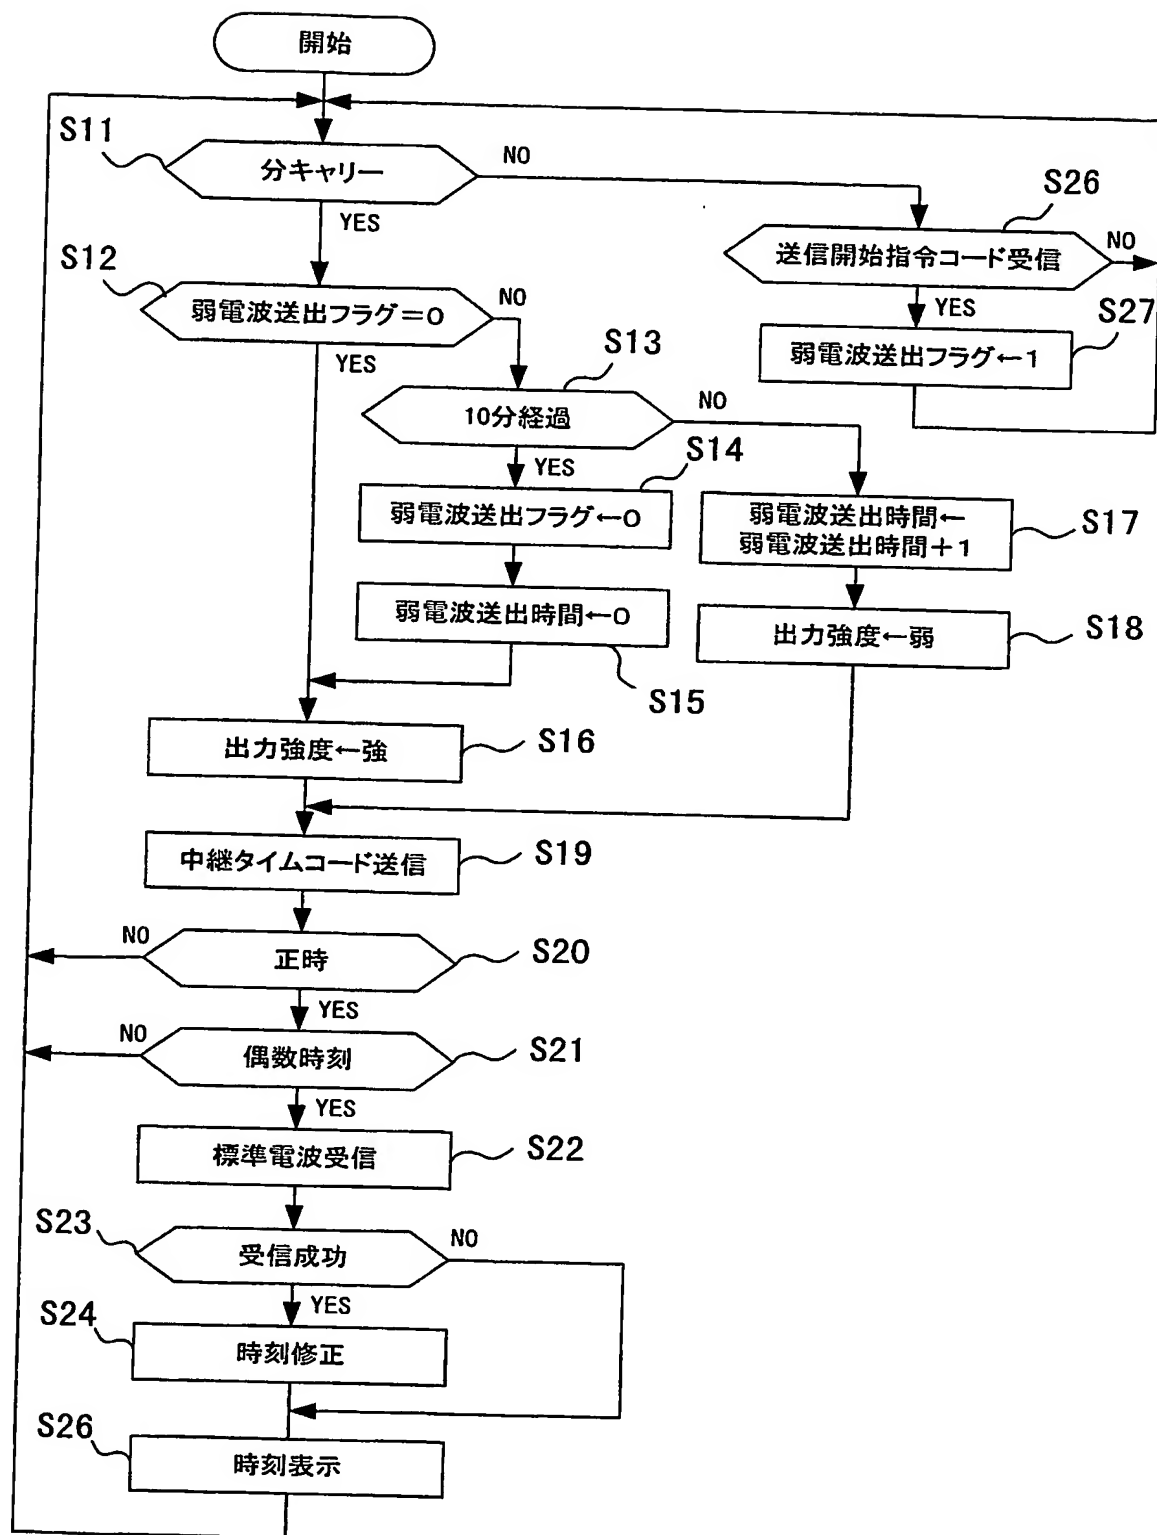 開始
S11
分キャリー
NO
YES
S26
送信開始指令コード受信
NO
YES
S27
弱電波送出フラグ←1
S12
弱電波送出フラグ=0
NO
YES
S13
10分経過
NO
YES
S14
弱電波送出フラグ←0
弱電波送出時間←
弱電波送出時間+1
S17
弱電波送出時間←0
S15
出力強度←弱
S18
出力強度←強
S16
中継タイムコード送信
S19
NO
正時
S20
YES
NO
偶数時刻
S21
YES
標準電波受信
S22
S23
受信成功
NO
YES
S24
時刻修正
S26
時刻表示